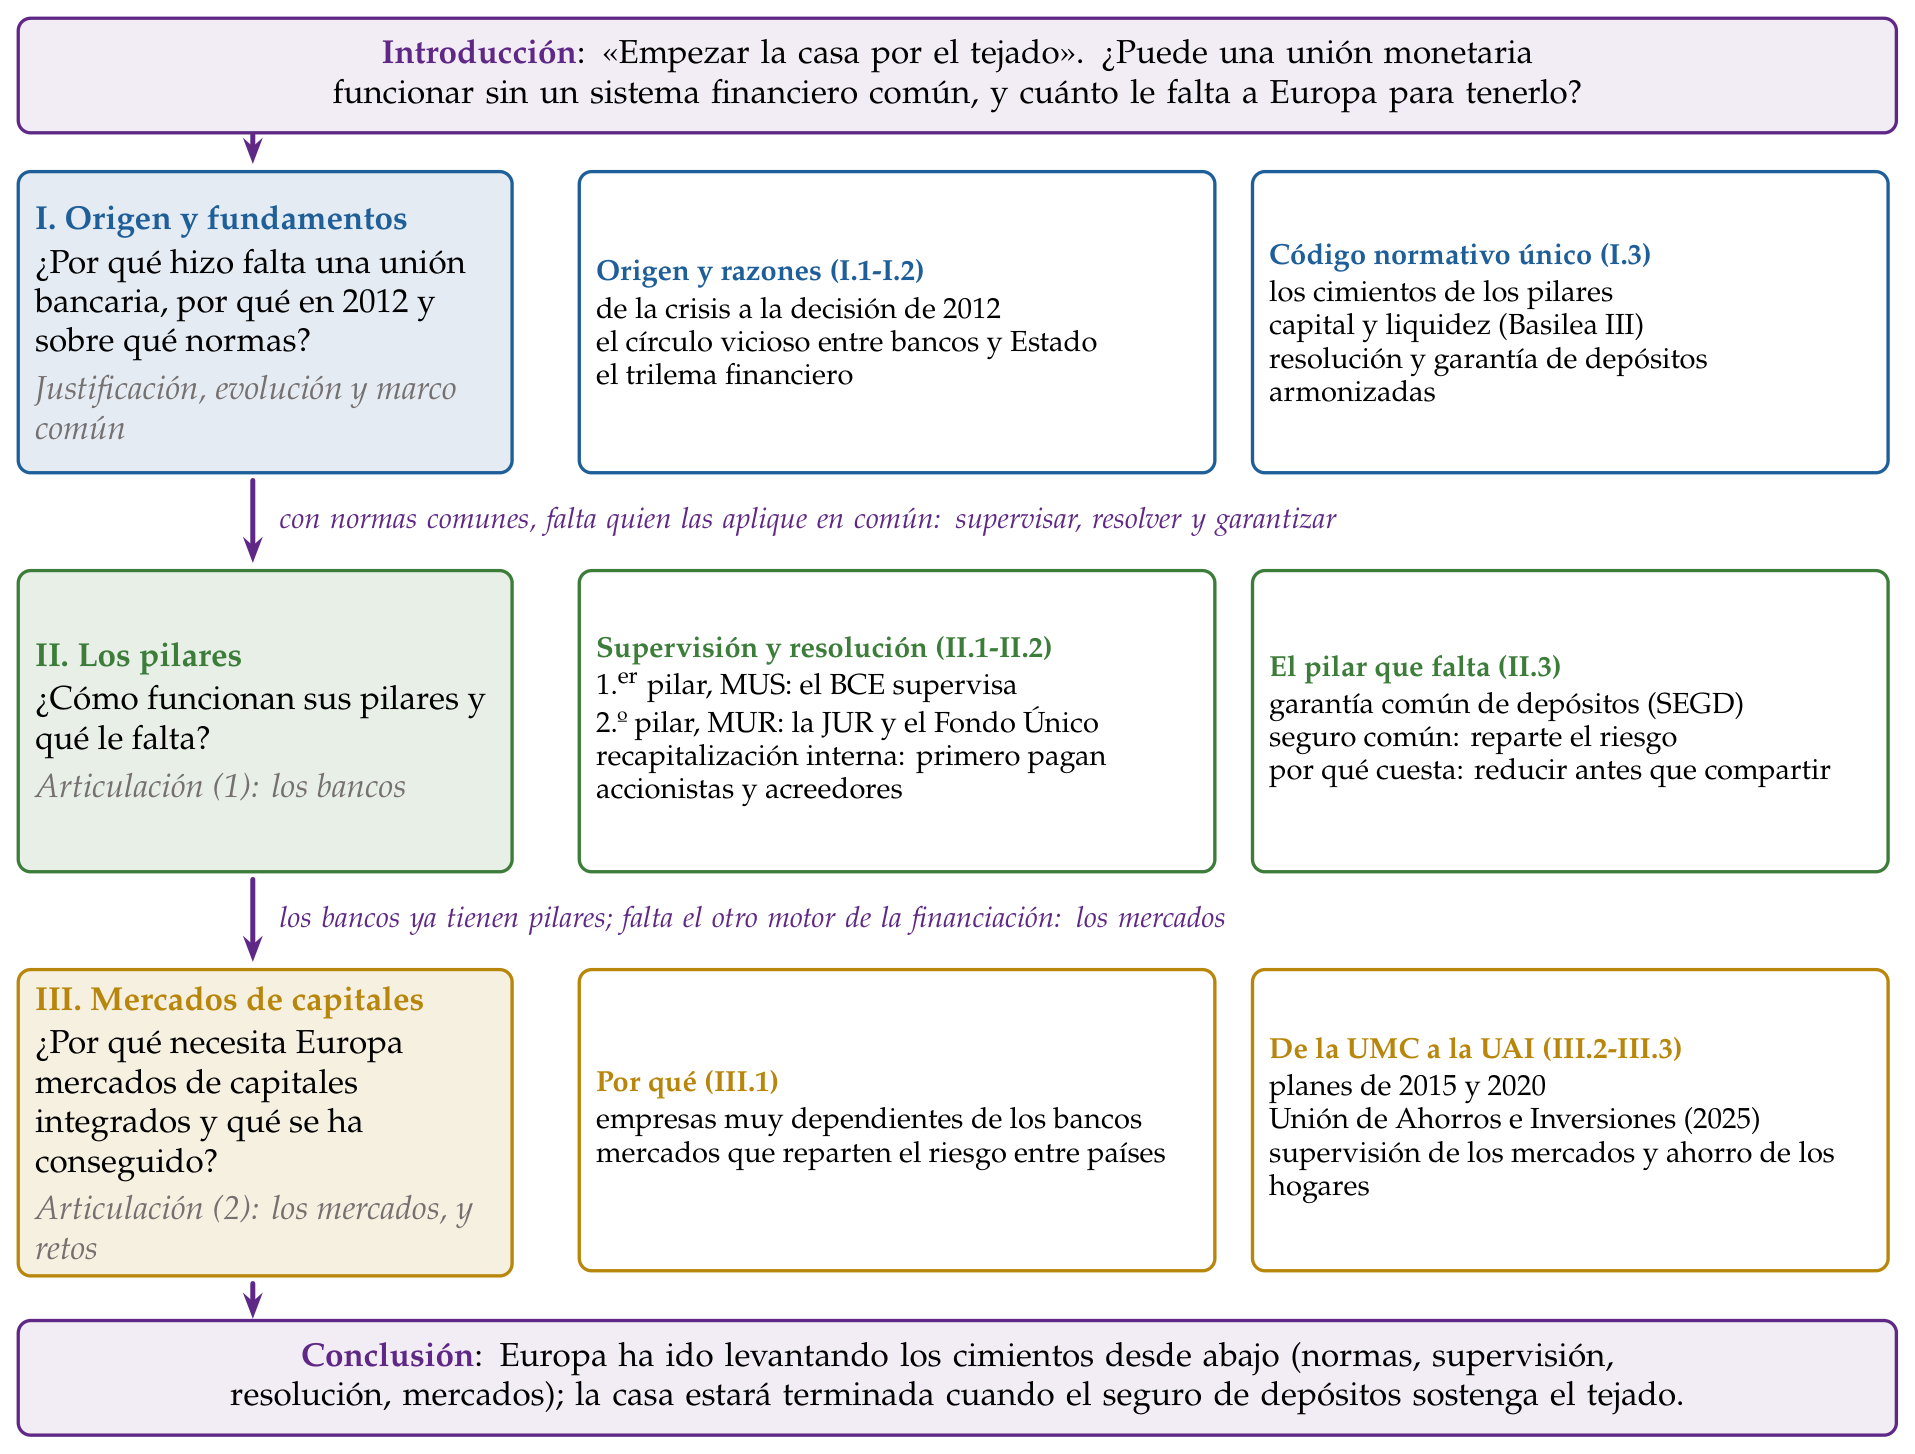 Introducción: «Empezar la casa por el tejado». ¿Puede una unión monetaria
funcionar sin un sistema financiero común, y cuánto le falta a Europa para tenerlo?
I. Origen y fundamentos
¿Por qué hizo falta una unión
bancaria, por qué en 2012 y
sobre qué normas?
Justificación, evolución y marco
común
Origen y razones (I.1-I.2)
de la crisis a la decisión de 2012
el círculo vicioso entre bancos y Estado
el trilema financiero
Código normativo único (I.3)
los cimientos de los pilares
capital y liquidez (Basilea III)
resolución y garantía de depósitos
armonizadas
con normas comunes, falta quien las aplique en común: supervisar, resolver y garantizar
II. Los pilares
¿Cómo funcionan sus pilares y
qué le falta?
Articulación (1): los bancos
Supervisión y resolución (II.1-II.2)
1.er pilar, MUS: el BCE supervisa
2.º pilar, MUR: la JUR y el Fondo Único
recapitalización interna: primero pagan
accionistas y acreedores
El pilar que falta (II.3)
garantía común de depósitos (SEGD)
seguro común: reparte el riesgo
por qué cuesta: reducir antes que compartir
los bancos ya tienen pilares; falta el otro motor de la financiación: los mercados
III. Mercados de capitales
¿Por qué necesita Europa
mercados de capitales
integrados y qué se ha
conseguido?
Articulación (2): los mercados, y
retos
Por qué (III.1)
empresas muy dependientes de los bancos
mercados que reparten el riesgo entre países
De la UMC a la UAI (III.2-III.3)
planes de 2015 y 2020
Unión de Ahorros e Inversiones (2025)
supervisión de los mercados y ahorro de los
hogares
Conclusión: Europa ha ido levantando los cimientos desde abajo (normas, supervisión,
resolución, mercados); la casa estará terminada cuando el seguro de depósitos sostenga el tejado.